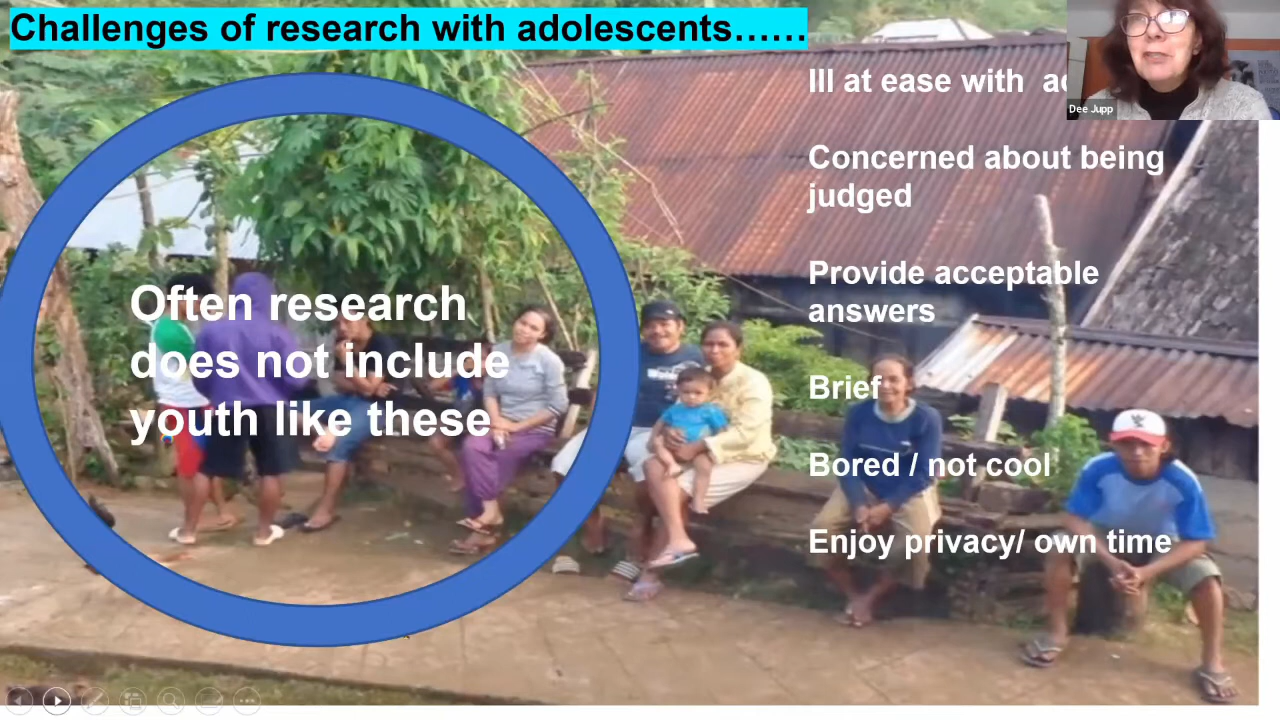 Challenges of research with adolescents......
Ill at ease with
Dee Jupp
Concerned about being
judged
Provide acceptable
answers
Often research
does not include
youth like these
Brief
Bored / not cool
Enjoy privacy/ own time